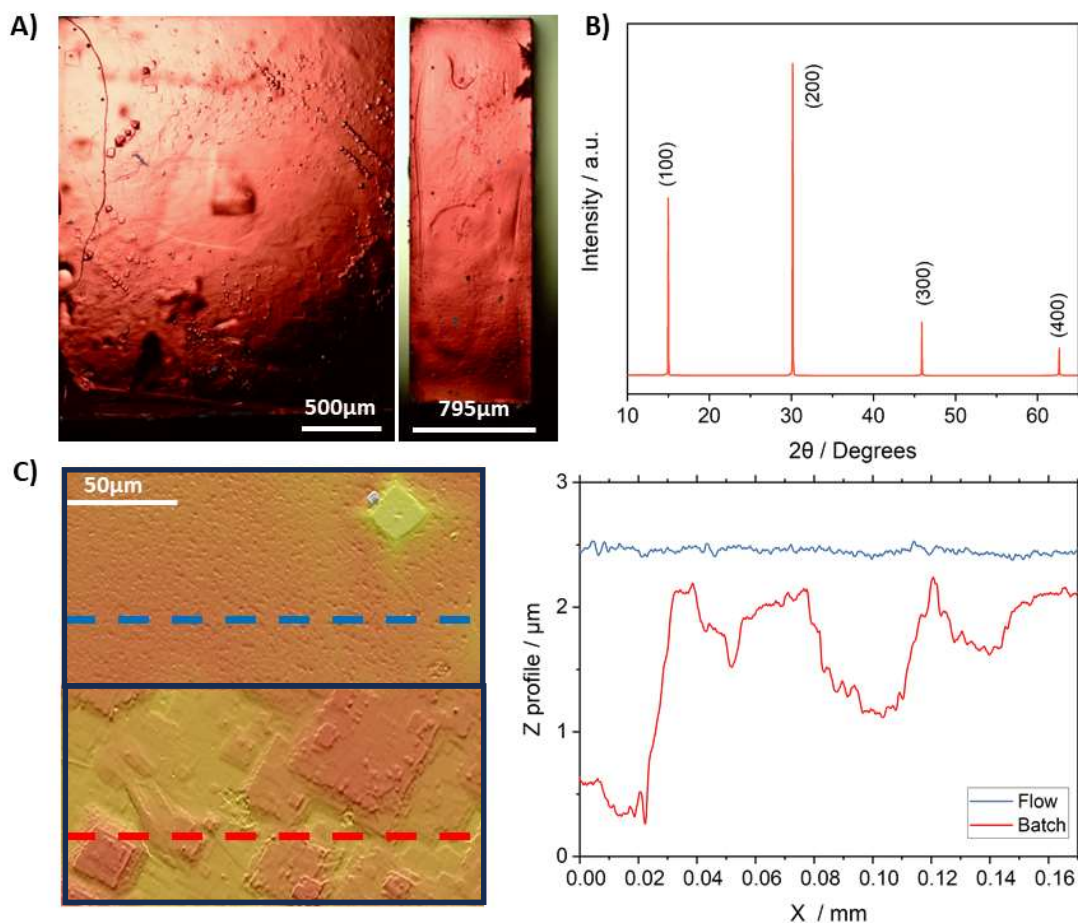 A)
500µm
795µm
B)
Intensity / a.u.
(100)
(200)
(300)
(400)
10
20
30
40
50
60
2θ / Degrees
C)
50µm
Z profile / µm
3
2
1
0
Flow
Batch
0.00
0.02
0.04
0.06
0.08
0.10
0.12
0.14
0.16
X / mm